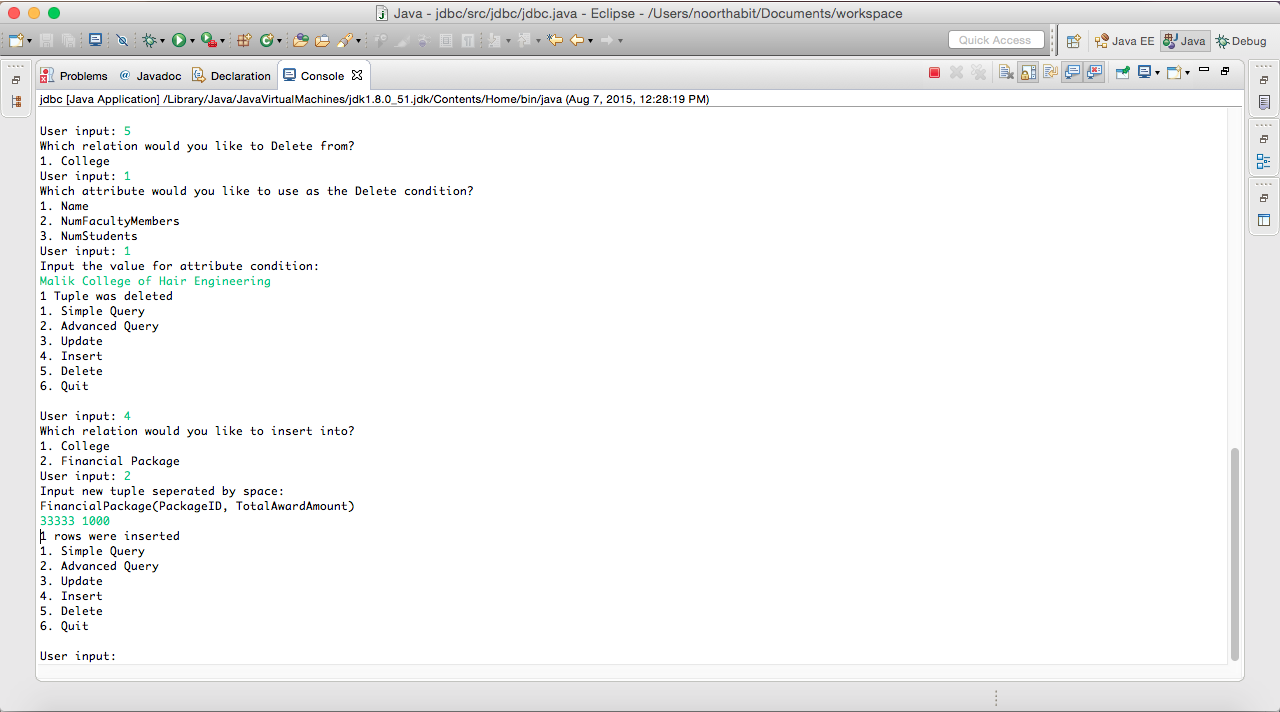 Java - jdbc/src/jdbc/jdbc.java - Eclipse - /Users/noorthabit/Documents/workspace
Quick Access
Java EE
Java
Debug
Problems
@ Javadoc
Declaration
Console
jdbc [Java Application] /Library/Java/JavaVirtualMachines/jdk1.8.0_51.jdk/Contents/Home/bin/java (Aug 7, 2015, 12:28:19 PM)
User input: 5
Which relation would you like to Delete from?
1. College
User input: 1
Which attribute would you like to use as the Delete condition?
1. Name
2. NumFacultyMembers
3. NumStudents
User input: 1
Input the value for attribute condition:
Malik College of Hair Engineering
1 Tuple was deleted
1. Simple Query
2. Advanced Query
3. Update
4. Insert
5. Delete
6. Quit
User input: 4
Which relation would you like to insert into?
1. College
2. Financial Package
User input: 2
Input new tuple seperated by space:
FinancialPackage(PackageID, TotalAwardAmount)
33333 1000
1 rows were inserted
1. Simple Query
2. Advanced Query
3. Update
4. Insert
5. Delete
6. Quit
User input: